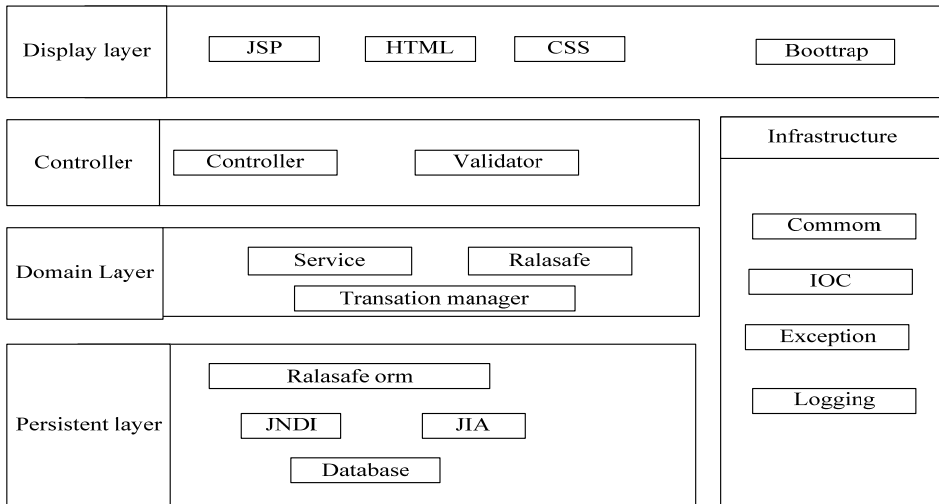 Display layer
JSP
HTML
CSS
Boottrap
Controller
Controller
Validator
Infrastructure
Commom
IOC
Exception
Logging
Domain Layer
Service
Ralasafe
Transation manager
Persistent layer
Ralasafe orm
JNDI
JIA
Database